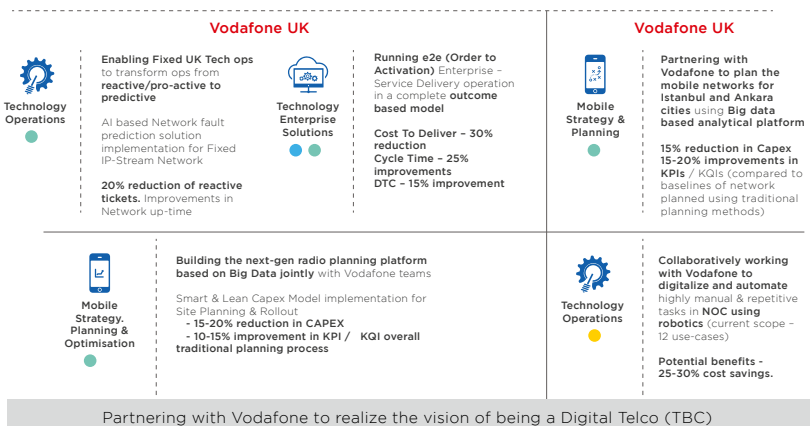 Vodafone UK
Technology
Operations
Enabling Fixed UK Tech ops
to transform ops from
reactive/pro-active to
predictive
AI based Network fault
prediction solution
implementation for Fixed
IP-Stream Network
20% reduction of reactive
tickets. Improvements in
Network up-time
Technology
Enterprise
Solutions
Running e2e (Order to
Activation) Enterprise –
Service Delivery operation
in a complete outcome
based model
Cost To Deliver – 30%
reduction
Cycle Time – 25%
improvements
DTC – 15% improvement
Vodafone UK
Mobile
Strategy &
Planning
Partnering with
Vodafone to plan the
mobile networks for
Istanbul and Ankara
cities using Big data
based analytical platform
15% reduction in Capex
15-20% improvements in
KPIs / KQIs (compared to
baselines of network
planned using traditional
planning methods)
Mobile
Strategy.
Planning &
Optimisation
Building the next-gen radio planning platform
based on Big Data jointly with Vodafone teams
Smart & Lean Capex Model implementation for
Site Planning & Rollout
- 15-20% reduction in CAPEX
- 10-15% improvement in KPI / KQI overall
traditional planning process
Technology
Operations
Collaboratively working
with Vodafone to
digitalize and automate
highly manual & repetitive
tasks in NOC using
robotics (current scope –
12 use-cases)
Potential benefits -
25-30% cost savings.
Partnering with Vodafone to realize the vision of being a Digital Telco (TBC)